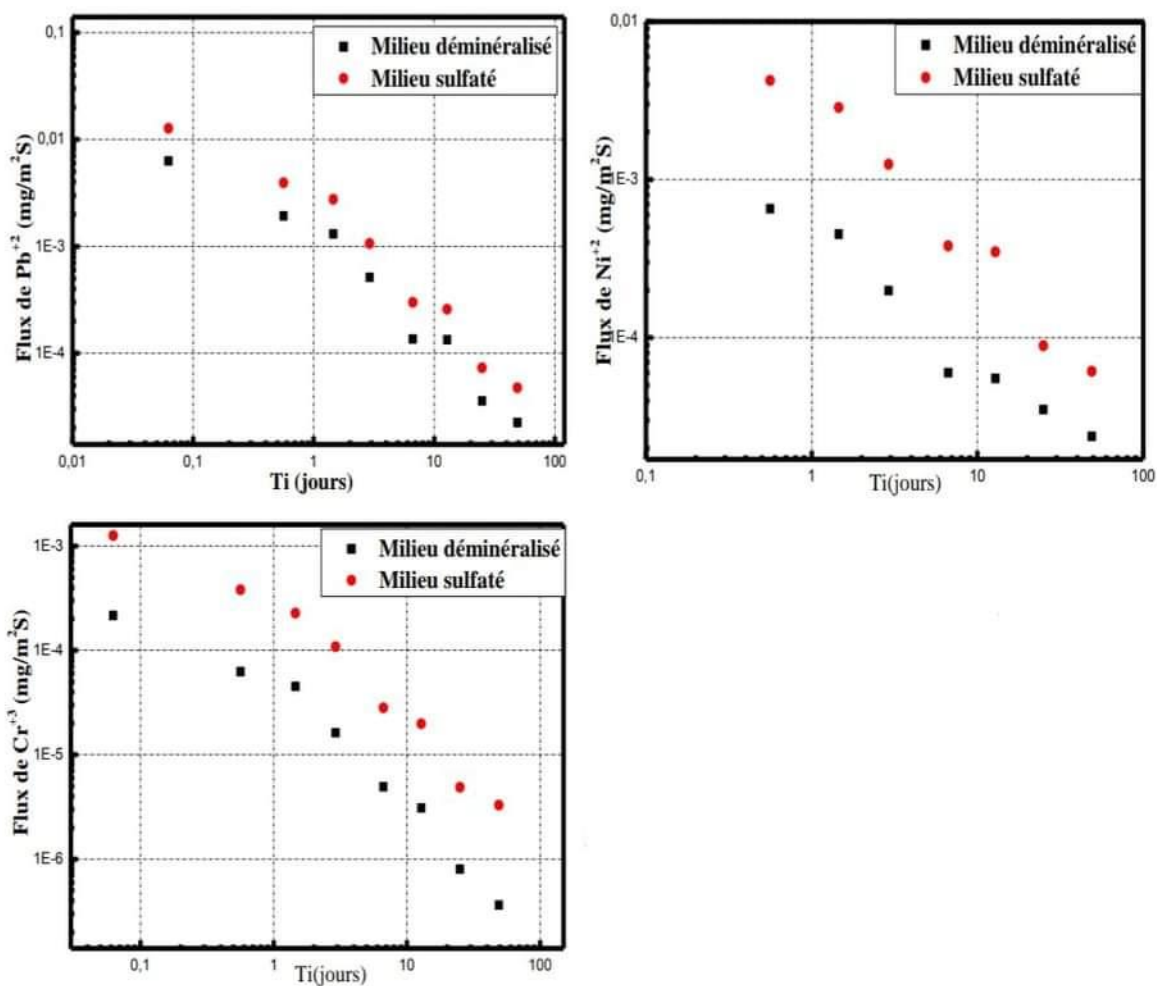 0,1
0,01
1E-3
1E-4
Flux de Pb+2 (mg/m2S)
Milieu déminéralisé
Milieu sulfaté
0,01 0,1 1 10 100
Ti (jours)
0,01
1E-3
1E-4
Flux de Ni+2 (mg/m2S)
Milieu déminéralisé
Milieu sulfaté
0,1 1 10 100
Ti(jours)
1E-3
1E-4
1E-5
1E-6
Flux de Cr+3 (mg/m2S)
Milieu déminéralisé
Milieu sulfaté
0,1 1 10 100
Ti(jours)